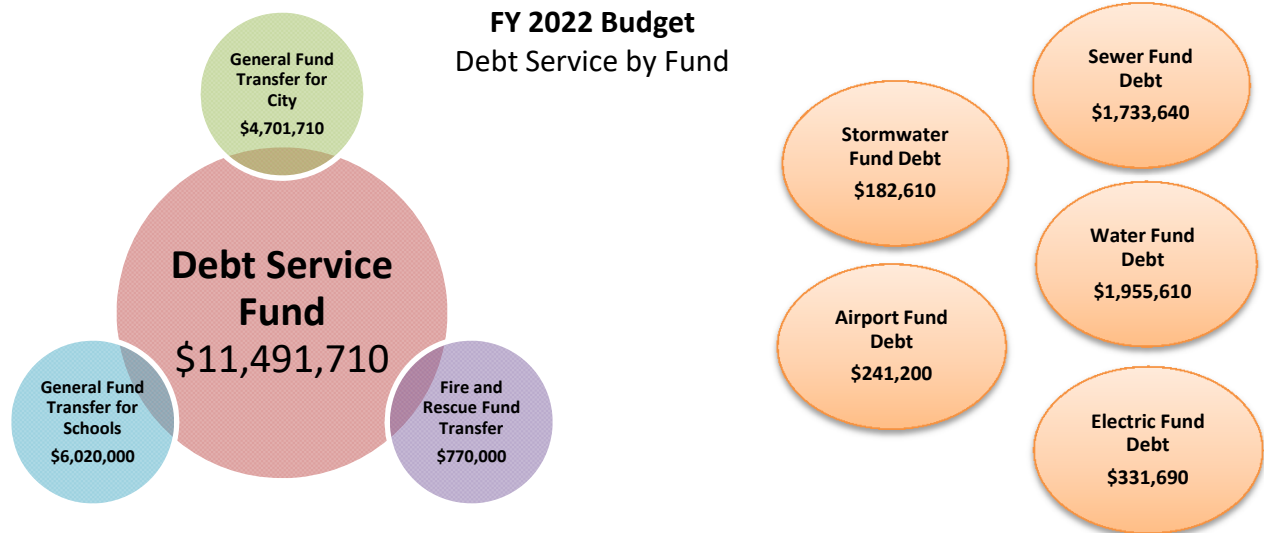 FY 2022 Budget
Debt Service by Fund
General Fund
Transfer for
City
$4,701,710
Debt Service
Fund
$11,491,710
General Fund
Transfer for
Schools
$6,020,000
Fire and
Rescue Fund
Transfer
$770,000
Stormwater
Fund Debt
$182,610
Airport Fund
Debt
$241,200
Sewer Fund
Debt
$1,733,640
Water Fund
Debt
$1,955,610
Electric Fund
Debt
$331,690